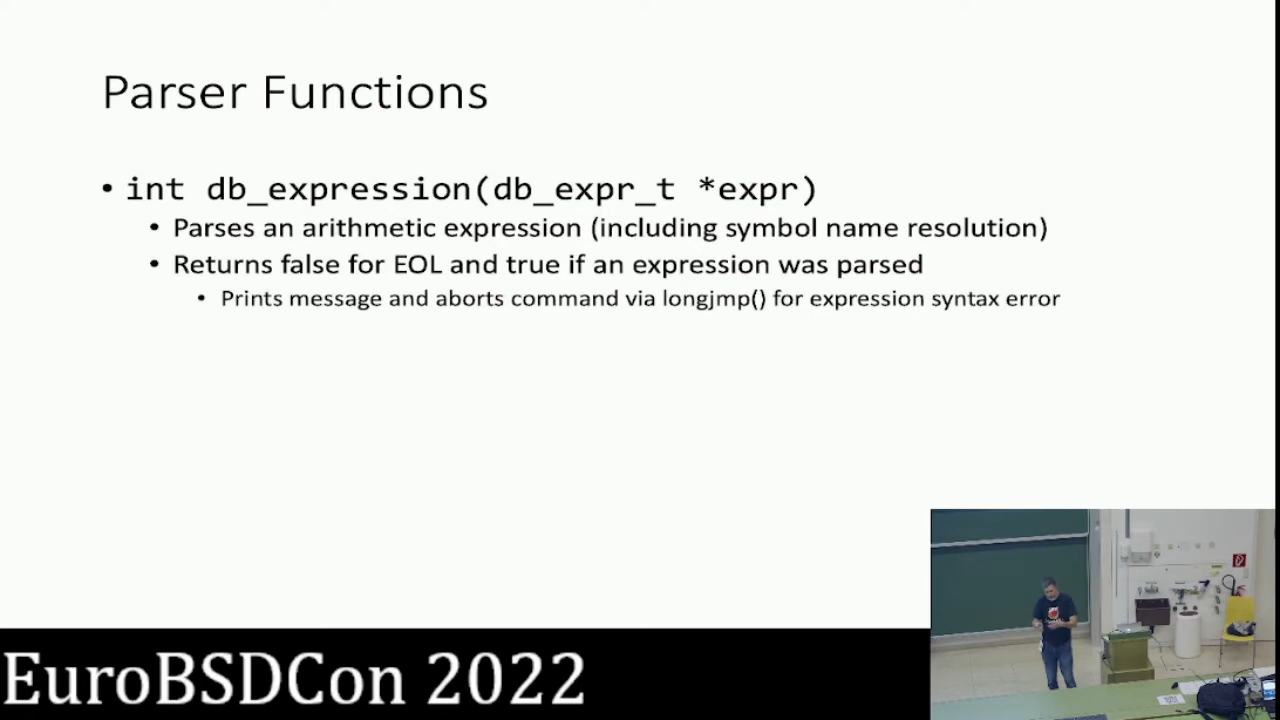 Parser Functions
• int db_expression(db_expr_t *expr)
• Parses an arithmetic expression (including symbol name resolution)
• Returns false for EOL and true if an expression was parsed
• Prints message and aborts command via longjmp() for expression syntax error
EuroBSDCon 2022